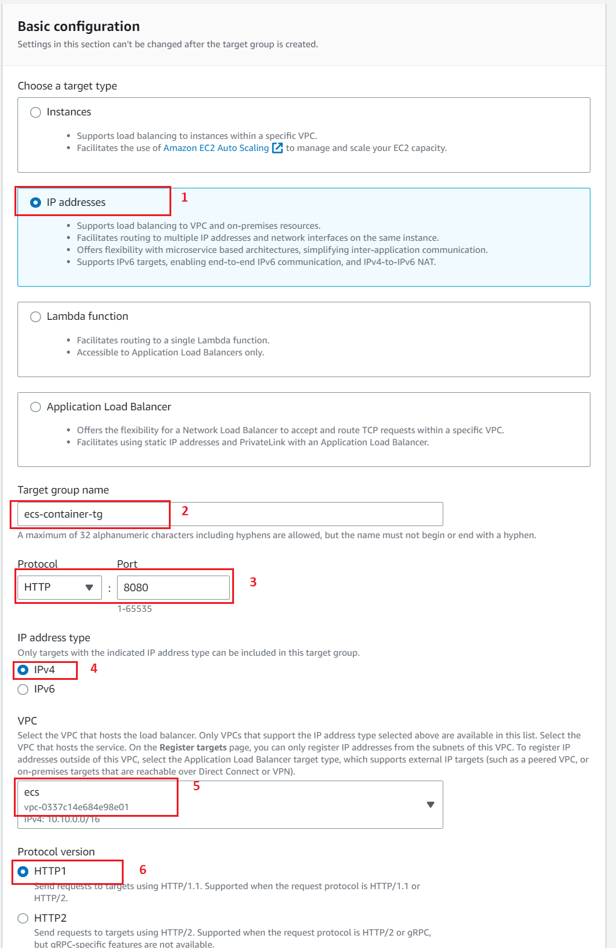 Basic configuration
Settings in this section can't be changed after the target group is created.
Choose a target type
Instances
• Supports load balancing to instances within a specific VPC.
• Facilitates the use of Amazon EC2 Auto Scaling to manage and scale your EC2 capacity.
IP addresses 1
• Supports load balancing to VPC and on-premises resources.
• Facilitates routing to multiple IP addresses and network interfaces on the same instance.
• Offers flexibility with microservice based architectures, simplifying inter-application communication.
• Supports IPv6 targets, enabling end-to-end IPv6 communication, and IPv4-to-IPv6 NAT.
Lambda function
• Facilitates routing to a single Lambda function.
• Accessible to Application Load Balancers only.
Application Load Balancer
• Offers the flexibility for a Network Load Balancer to accept and route TCP requests within a specific VPC.
• Facilitates using static IP addresses and PrivateLink with an Application Load Balancer.
Target group name
ecs-container-tg 2
A maximum of 32 alphanumeric characters including hyphens are allowed, but the name must not begin or end with a hyphen.
Protocol Port
HTTP : 8080 3
1-65535
IP address type
Only targets with the indicated IP address type can be included in this target group.
IPv4 4
IPv6
VPC
Select the VPC that hosts the load balancer. Only VPCs that support the IP address type selected above are available in this list. Select the
VPC that hosts the service. On the Register targets page, you can only register IP addresses from the subnets of this VPC. To register IP
addresses outside of this VPC, select the Application Load Balancer target type, which supports external IP targets (such as a peered VPC, or
on-premises targets that are reachable over Direct Connect or VPN).
ecs 5
vpc-0337c14e684e98e01
IPv4: 10.10.0.0/16
Protocol version
HTTP1 6
Send requests to targets using HTTP/1.1. Supported when the request protocol is HTTP/1.1 or
HTTP/2.
HTTP2
Send requests to targets using HTTP/2. Supported when the request protocol is HTTP/2 or gRPC,
but gRPC-specific features are not available.